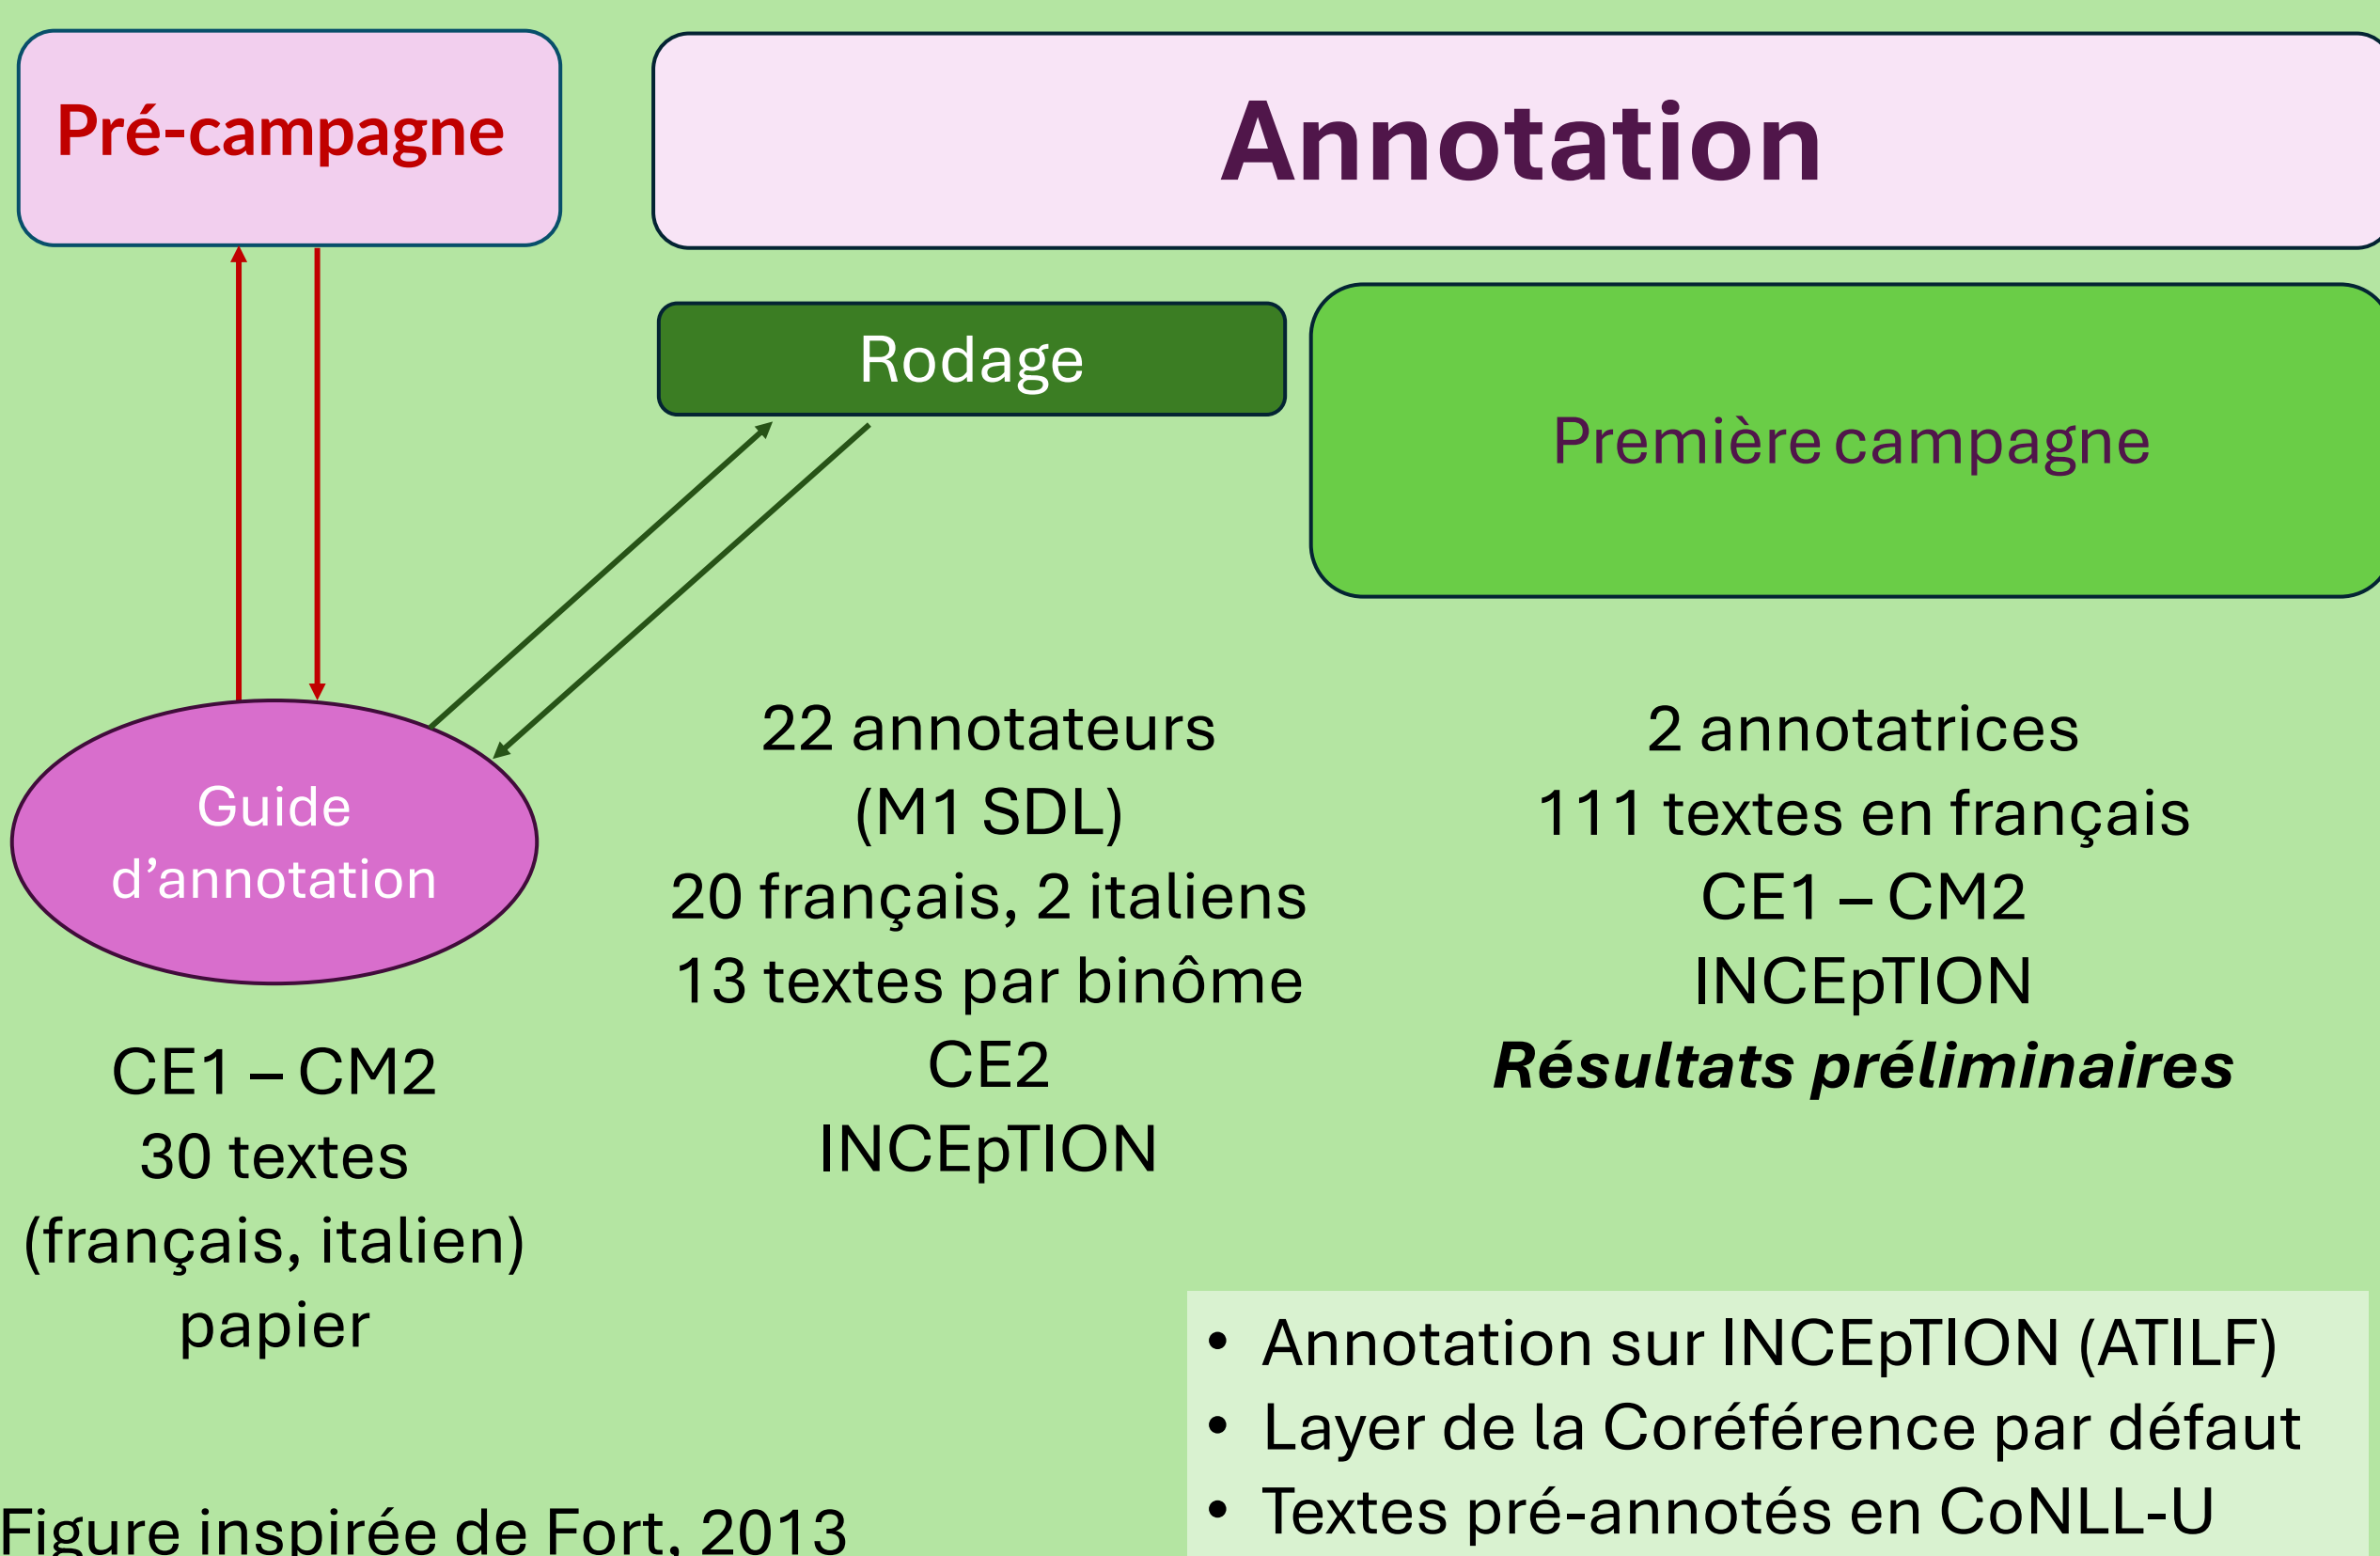 Pré-campagne
Annotation
Rodage
Première campagne
Guide
d’annotation
CE1 – CM2
30 textes
(français, italien)
papier
22 annotateurs
(M1 SDL)
20 français, 2 italiens
13 textes par binôme
CE2
INCEpTION
2 annotatrices
111 textes en français
CE1 – CM2
INCEpTION
Résultats préliminaires
• Annotation sur INCEpTION (ATILF)
• Layer de la Coréférence par défaut
• Textes pré-annotés en CoNLL-U
Figure inspirée de Fort, 2013